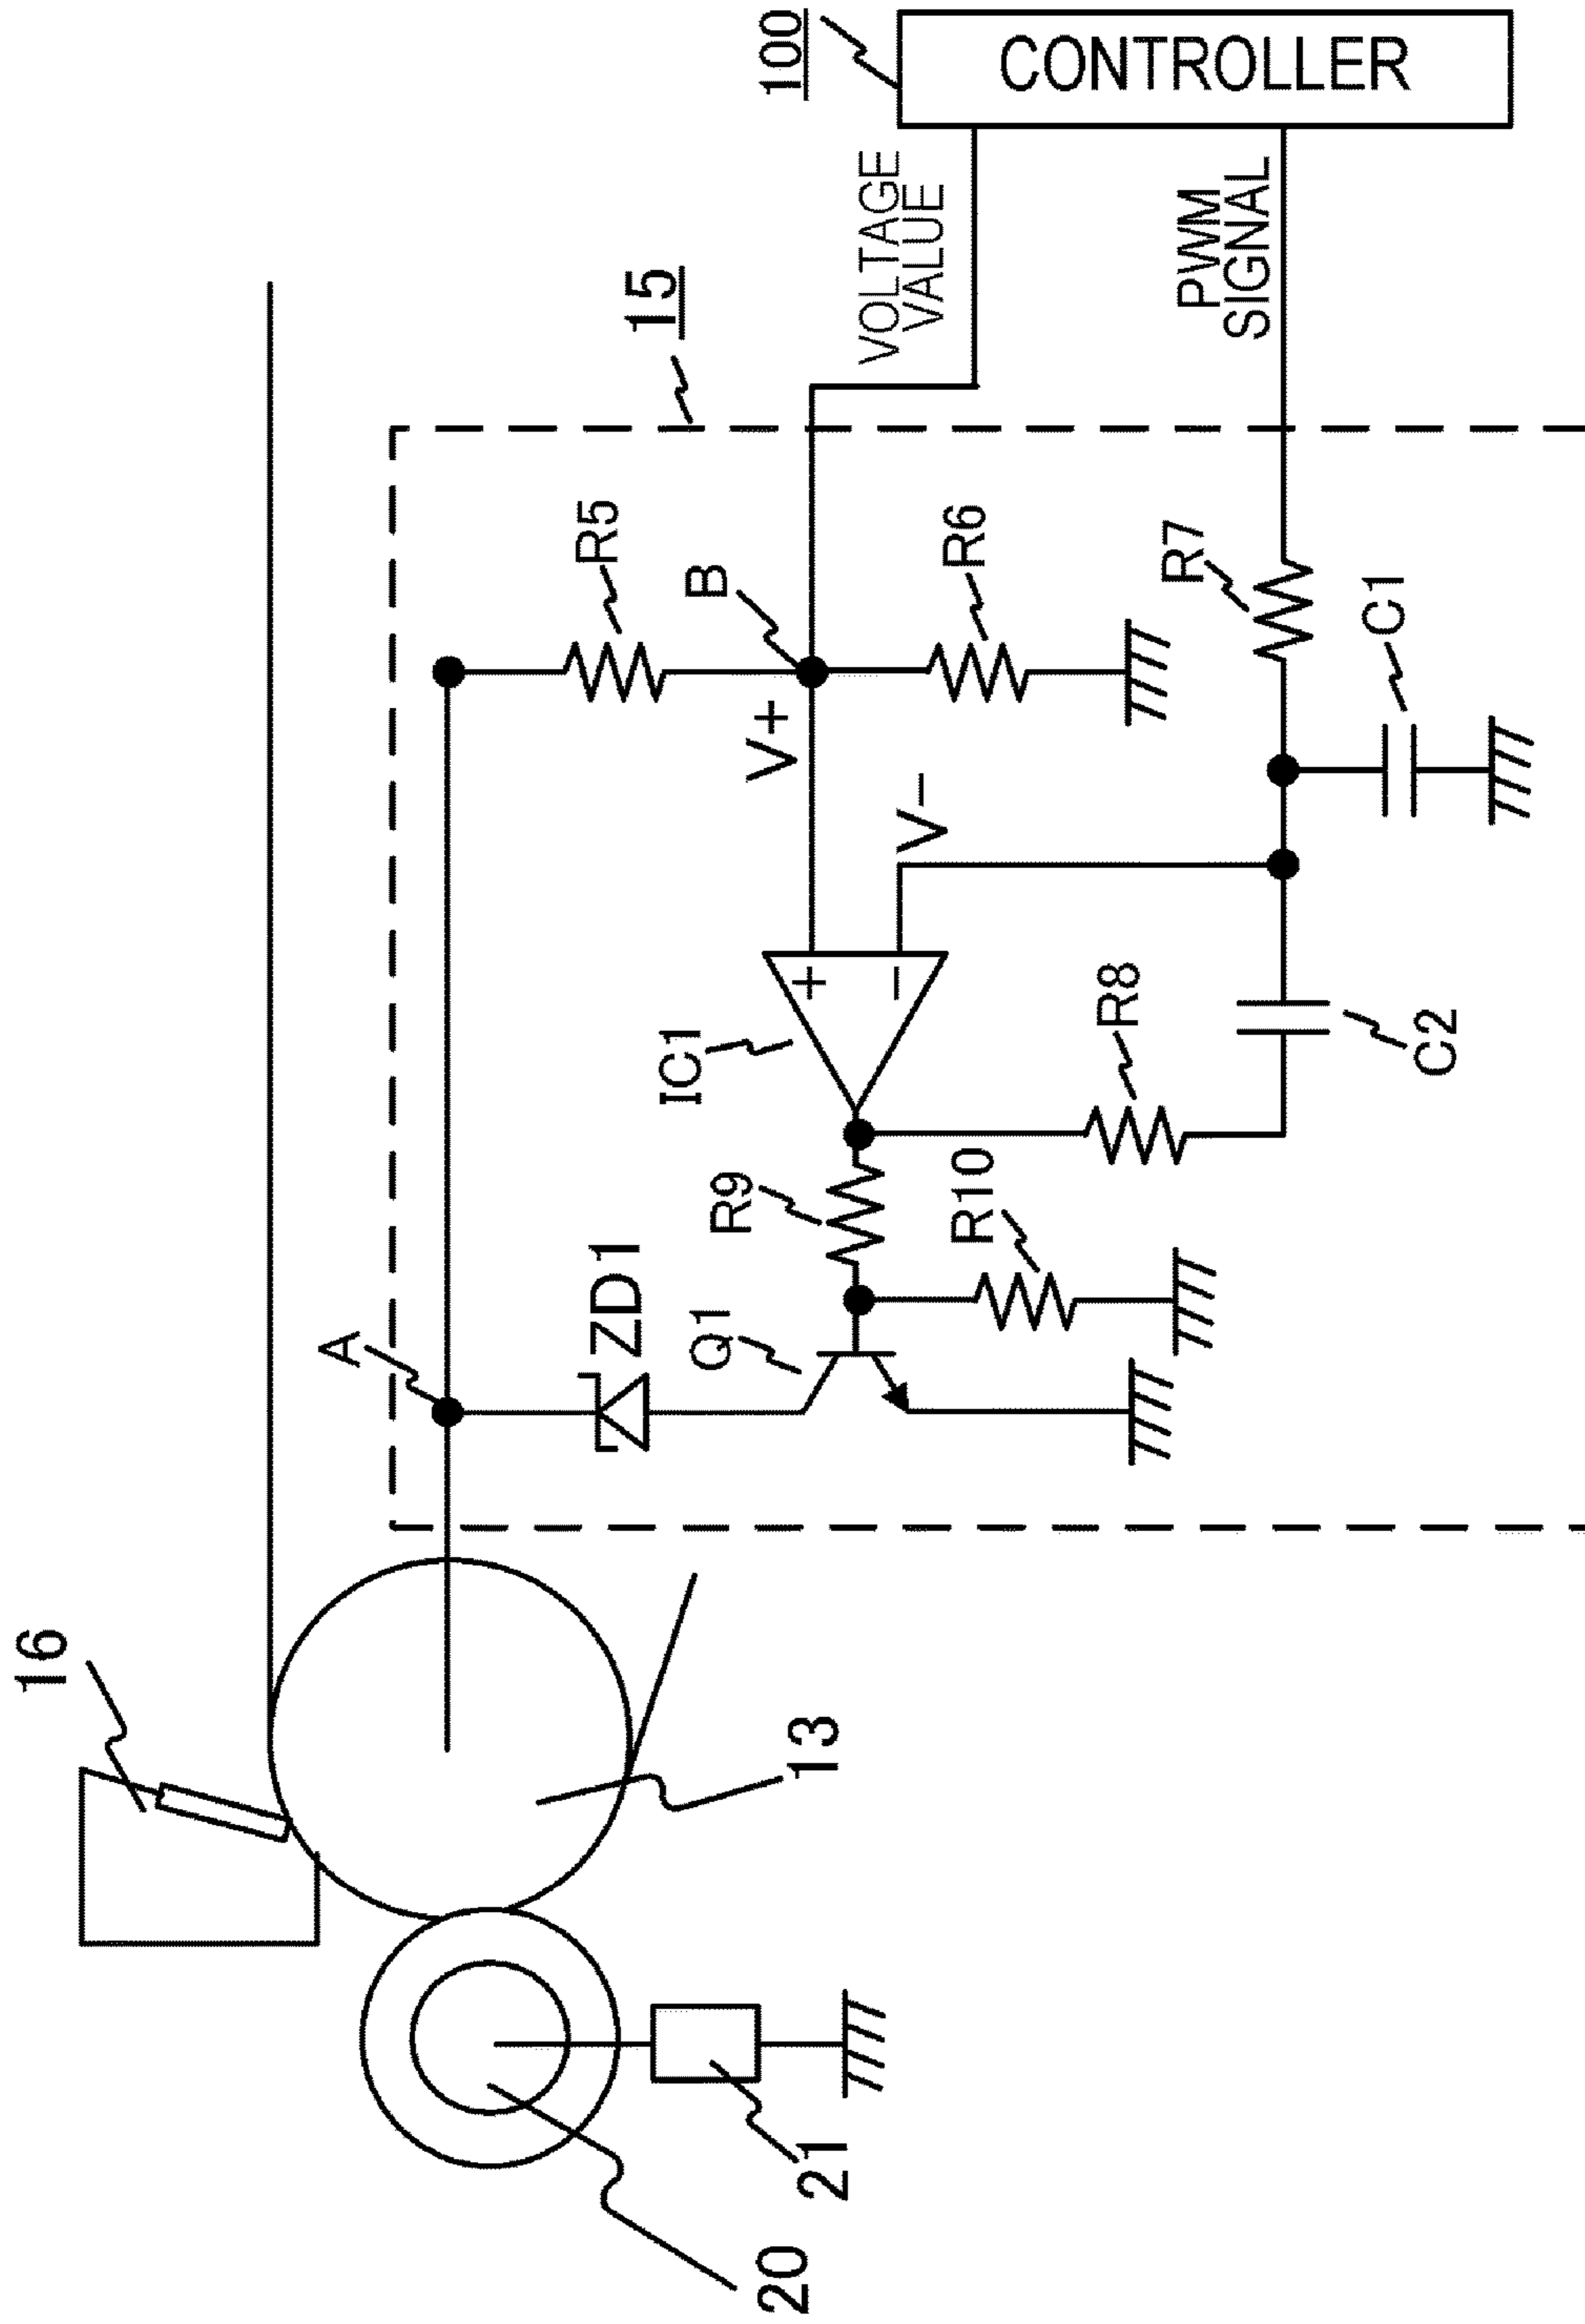 16
13
20
21
A
ZD1
Q1
R9
R10
IC1
R8
C2
V+
V−
+
−
B
R5
R6
R7
C1
15
VOLTAGE
VALUE
PWM
SIGNAL
100
CONTROLLER